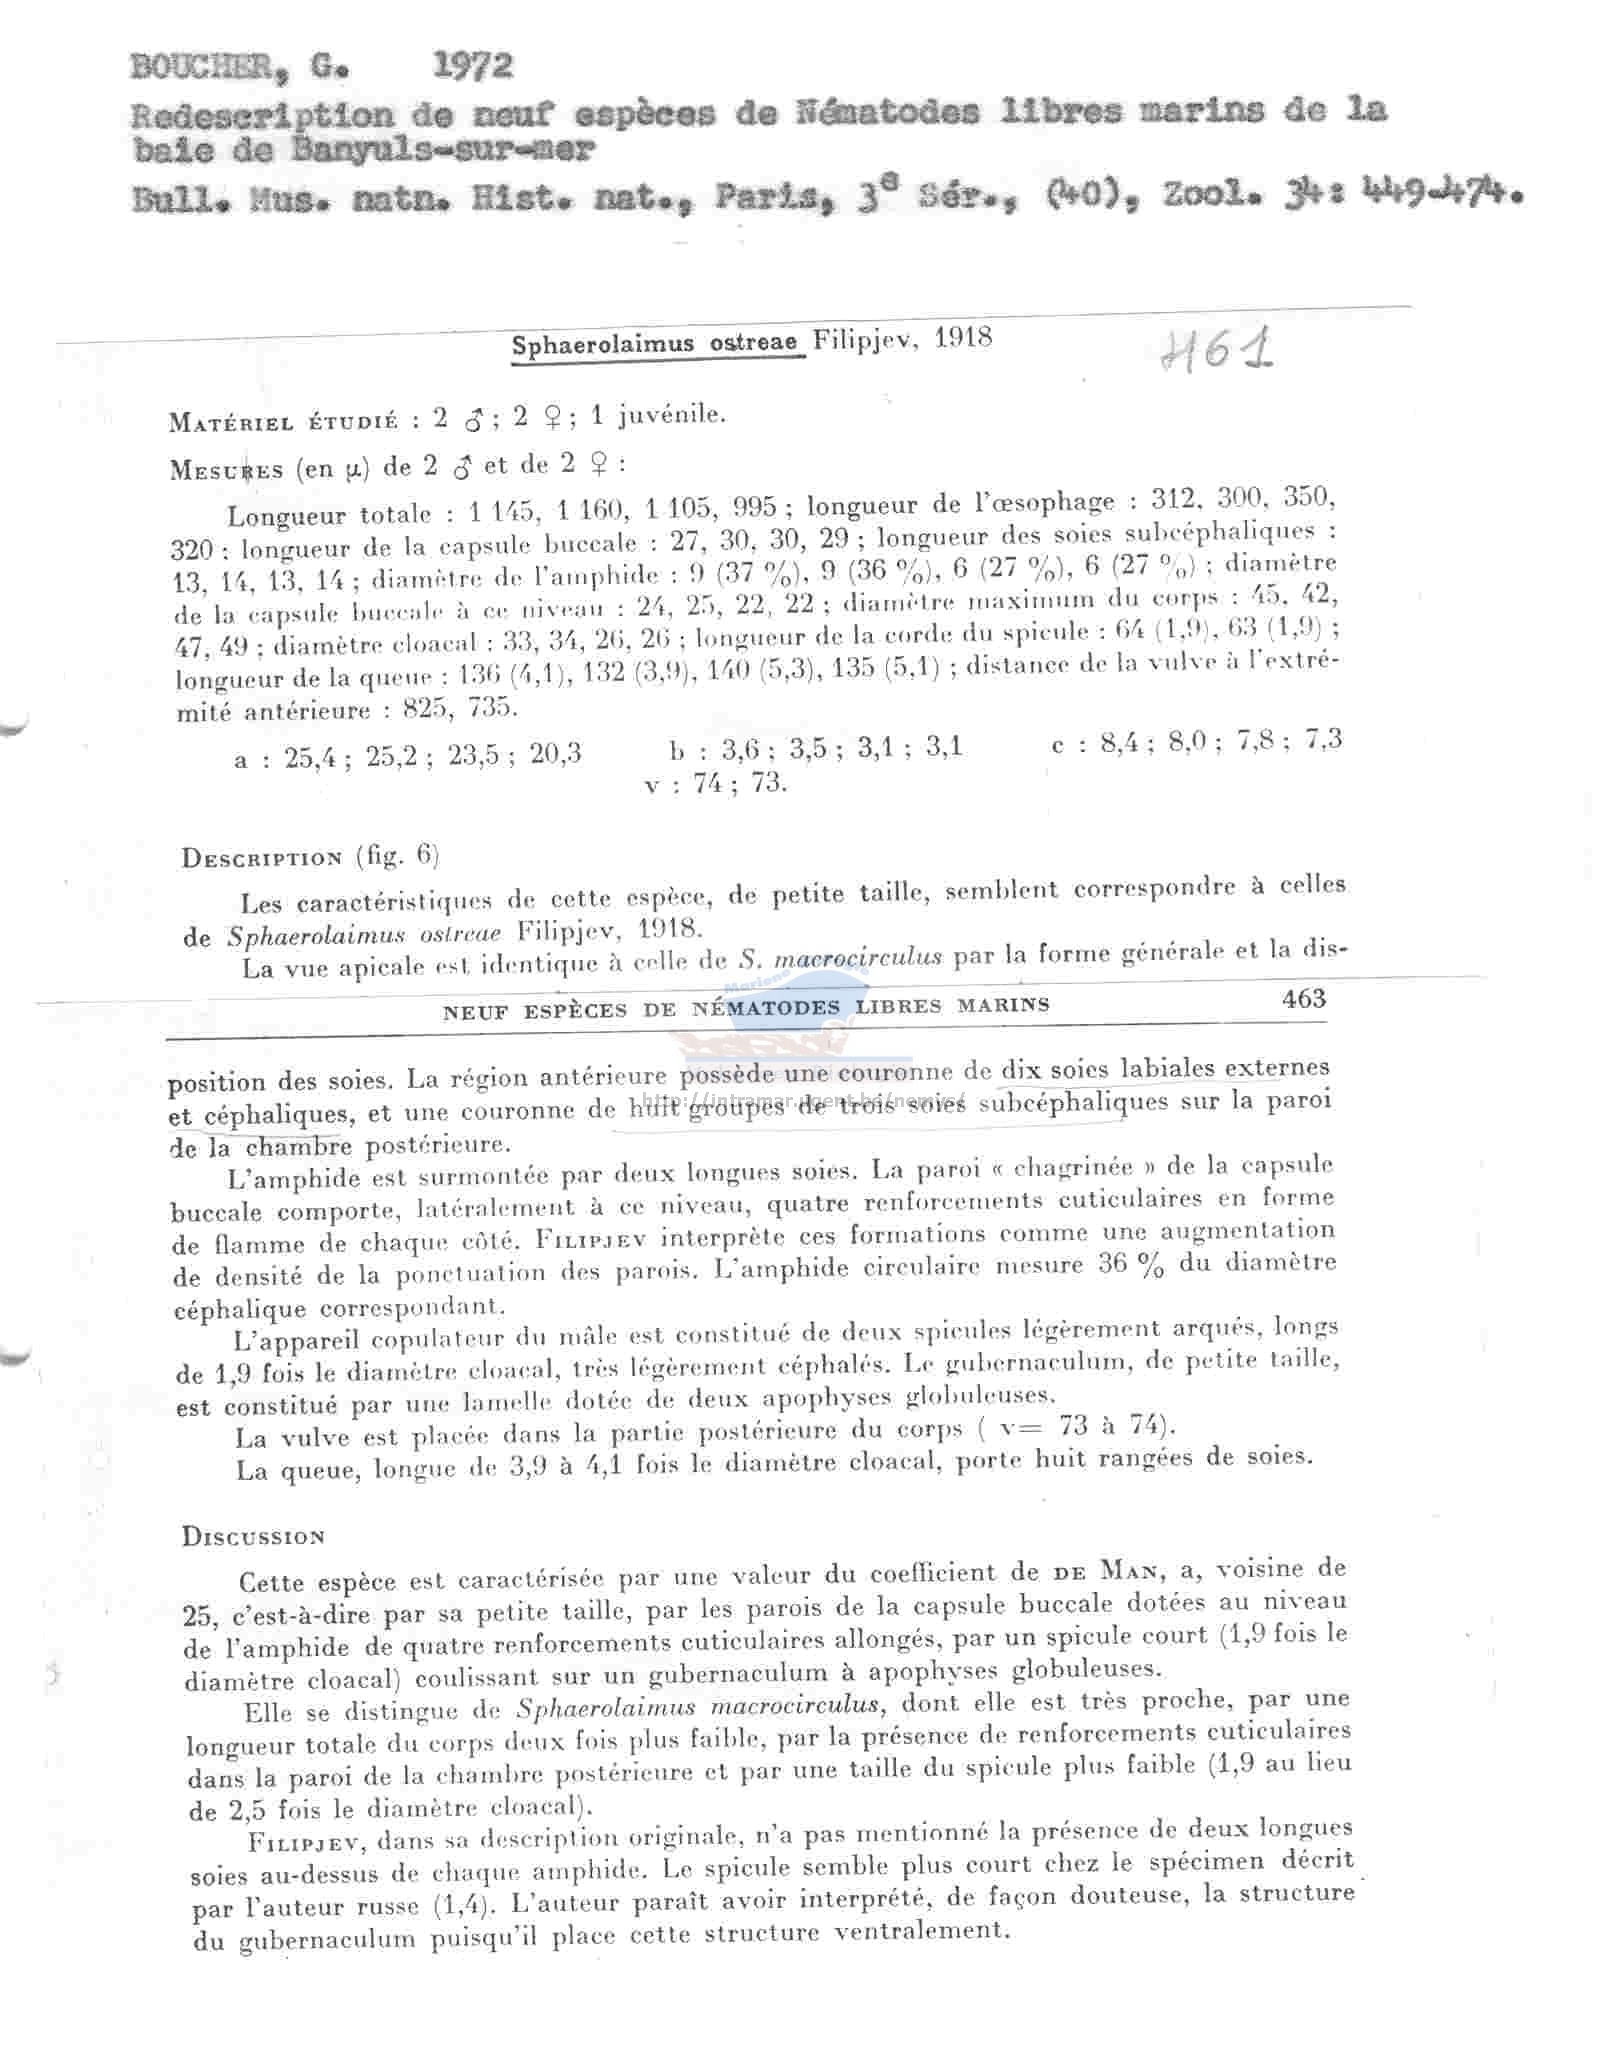 BOUCHER, G. 1972
Redescription de neuf espèces de Nématodes libres marins de la
baie de Banyuls-sur-mer
Bull. Mus. natn. Hist. nat., Paris, 3e Sér., (40), Zool. 34: 449-474.
Sphaerolaimus ostreae Filipjev, 1918
461
MATÉRIEL ÉTUDIÉ : 2 ♂ ; 2 ♀ ; 1 juvénile.
MESURES (en µ) de 2 ♂ et de 2 ♀ :
Longueur totale : 1 145, 1 160, 1 105, 995 ; longueur de l'œsophage : 312, 300, 350,
320 ; longueur de la capsule buccale : 27, 30, 30, 29 ; longueur des soies subcéphaliques :
13, 14, 13, 14 ; diamètre de l'amphide : 9 (37 %), 9 (36 %), 6 (27 %), 6 (27 %) ; diamètre
de la capsule buccale à ce niveau : 24, 25, 22, 22 ; diamètre maximum du corps : 45, 42,
47, 49 ; diamètre cloacal : 33, 34, 26, 26 ; longueur de la corde du spicule : 64 (1,9), 63 (1,9) ;
longueur de la queue : 136 (4,1), 132 (3,9), 140 (5,3), 135 (5,1) ; distance de la vulve à l'extré-
mité antérieure : 825, 735.
a : 25,4 ; 25,2 ; 23,5 ; 20,3 b : 3,6 ; 3,5 ; 3,1 ; 3,1 c : 8,4 ; 8,0 ; 7,8 ; 7,3
v : 74 ; 73.
DESCRIPTION (fig. 6)
Les caractéristiques de cette espèce, de petite taille, semblent correspondre à celles
de Sphaerolaimus ostreae Filipjev, 1918.
La vue apicale est identique à celle de S. macrocirculus par la forme générale et la dis-
NEUF ESPÈCES DE NÉMATODES LIBRES MARINS 463
position des soies. La région antérieure possède une couronne de dix soies labiales externes
http://intramar.ugent.be/nemys/
et céphaliques, et une couronne de huit groupes de trois soies subcéphaliques sur la paroi
de la chambre postérieure.
L'amphide est surmontée par deux longues soies. La paroi « chagrinée » de la capsule
buccale comporte, latéralement à ce niveau, quatre renforcements cuticulaires en forme
de flamme de chaque côté. FILIPJEV interprète ces formations comme une augmentation
de densité de la ponctuation des parois. L'amphide circulaire mesure 36 % du diamètre
céphalique correspondant.
L'appareil copulateur du mâle est constitué de deux spicules légèrement arqués, longs
de 1,9 fois le diamètre cloacal, très légèrement céphalés. Le gubernaculum, de petite taille,
est constitué par une lamelle dotée de deux apophyses globuleuses.
La vulve est placée dans la partie postérieure du corps ( v= 73 à 74).
La queue, longue de 3,9 à 4,1 fois le diamètre cloacal, porte huit rangées de soies.
DISCUSSION
Cette espèce est caractérisée par une valeur du coefficient de DE MAN, a, voisine de
25, c'est-à-dire par sa petite taille, par les parois de la capsule buccale dotées au niveau
de l'amphide de quatre renforcements cuticulaires allongés, par un spicule court (1,9 fois le
diamètre cloacal) coulissant sur un gubernaculum à apophyses globuleuses.
Elle se distingue de Sphaerolaimus macrocirculus, dont elle est très proche, par une
longueur totale du corps deux fois plus faible, par la présence de renforcements cuticulaires
dans la paroi de la chambre postérieure et par une taille du spicule plus faible (1,9 au lieu
de 2,5 fois le diamètre cloacal).
FILIPJEV, dans sa description originale, n'a pas mentionné la présence de deux longues
soies au-dessus de chaque amphide. Le spicule semble plus court chez le spécimen décrit
par l'auteur russe (1,4). L'auteur paraît avoir interprété, de façon douteuse, la structure
du gubernaculum puisqu'il place cette structure ventralement.